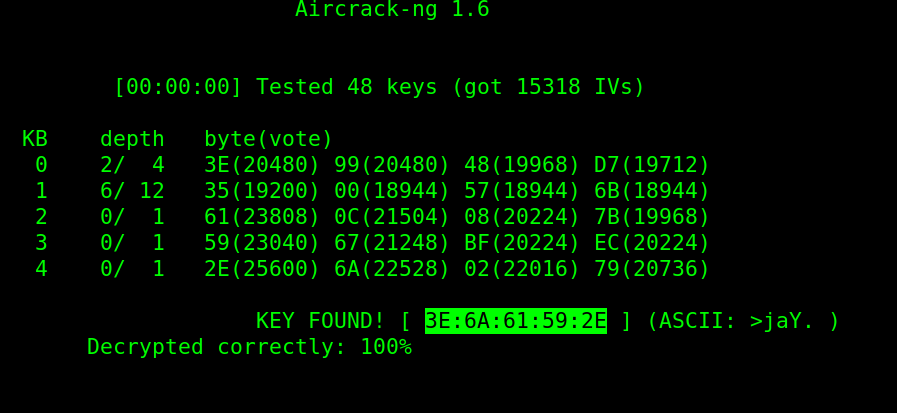 Aircrack-ng 1.6
[00:00:00] Tested 48 keys (got 15318 IVs)
KB    depth   byte(vote)
0    2/  4   3E(20480) 99(20480) 48(19968) D7(19712)
1    6/ 12   35(19200) 00(18944) 57(18944) 6B(18944)
2    0/  1   61(23808) 0C(21504) 08(20224) 7B(19968)
3    0/  1   59(23040) 67(21248) BF(20224) EC(20224)
4    0/  1   2E(25600) 6A(22528) 02(22016) 79(20736)
KEY FOUND! [ 3E:6A:61:59:2E ] (ASCII: >jaY. )
Decrypted correctly: 100%